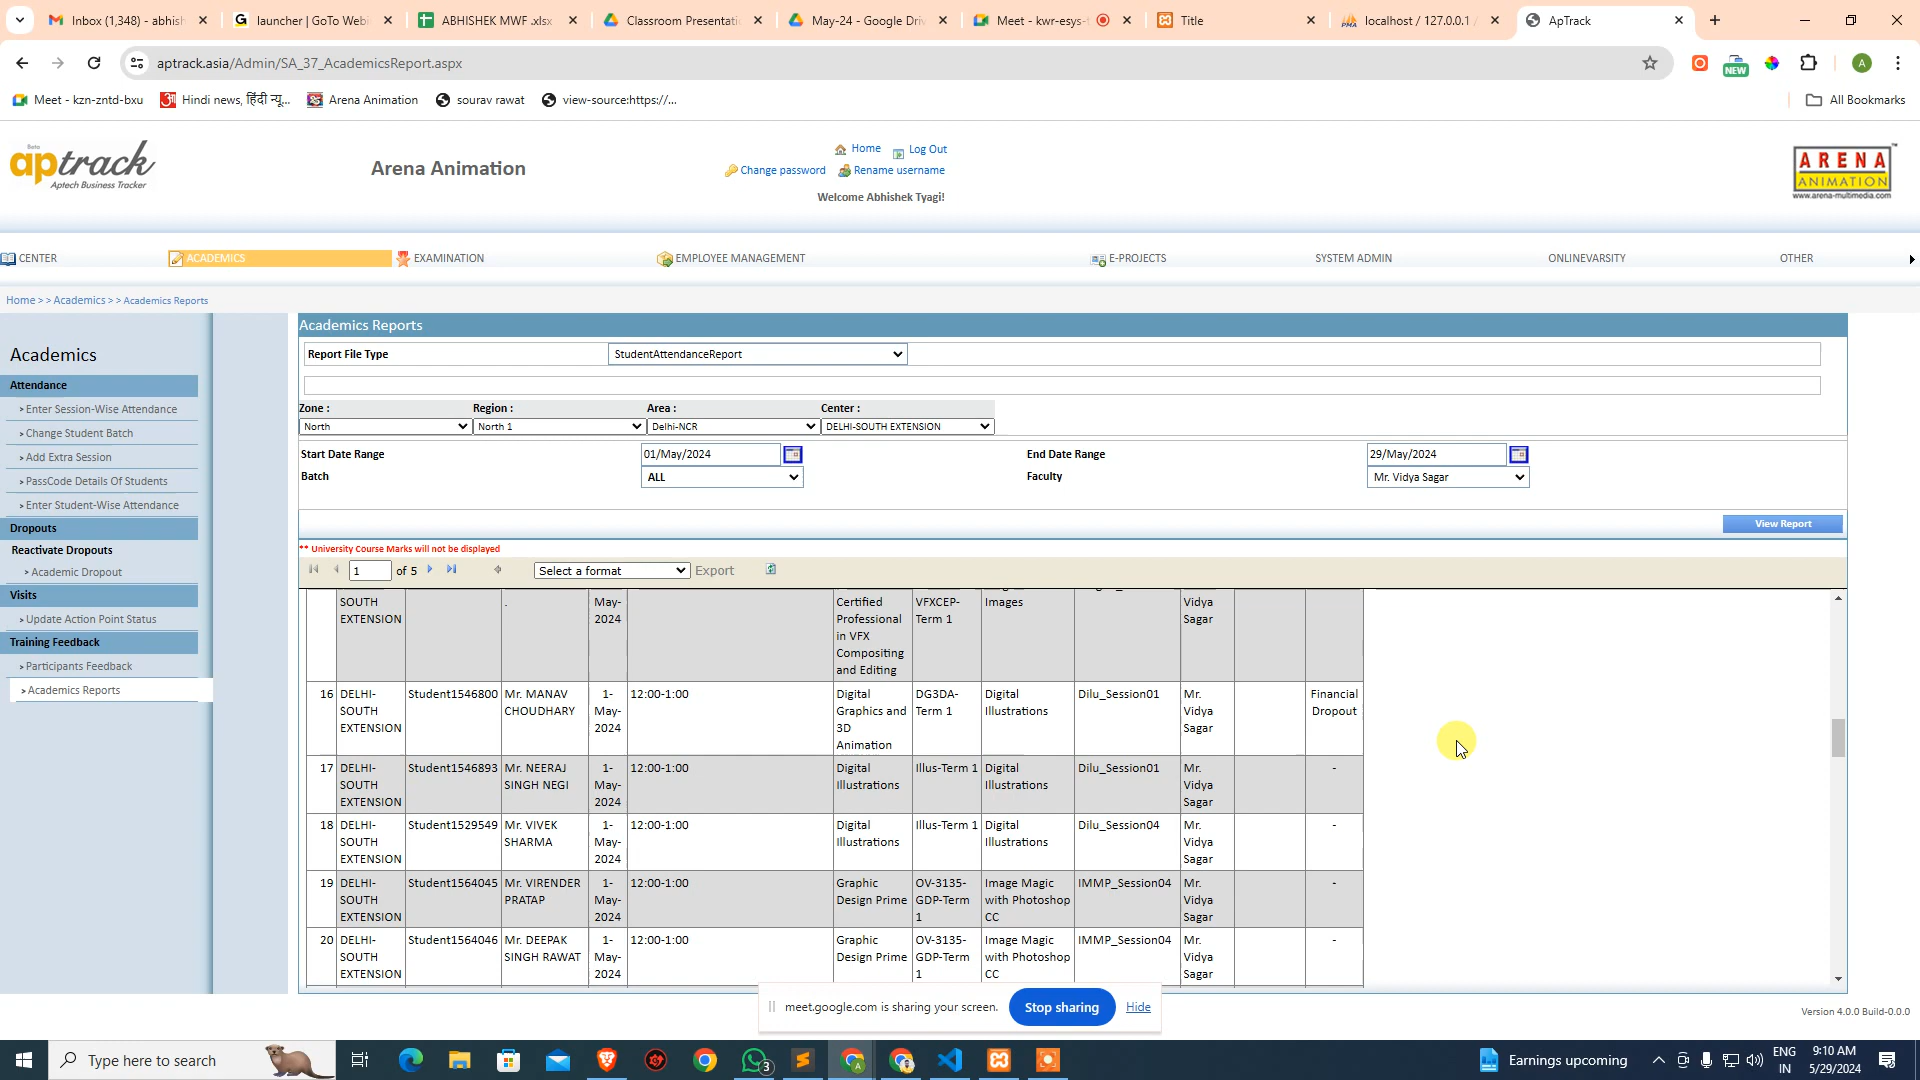 Inbox (1,348) - abhish
launcher | GoTo Webi
ABHISHEK MWF .xlsx
Classroom Presentatio
May-24 - Google Driv
Meet - kwr-esys-t
Title
localhost / 127.0.0.1 /
ApTrack
aptrack.asia/Admin/SA_37_AcademicsReport.aspx
NEW
A
Meet - kzn-zntd-bxu
Hindi news, हिंदी न्यू...
Arena Animation
sourav rawat
view-source:https://...
All Bookmarks
Beta
aptrack
Aptech Business Tracker
Arena Animation
Home
Log Out
Change password
Rename username
Welcome Abhishek Tyagi!
ARENA
ANIMATION
www.arena-multimedia.com
CENTER
ACADEMICS
EXAMINATION
EMPLOYEE MANAGEMENT
E-PROJECTS
SYSTEM ADMIN
ONLINEVARSITY
OTHER
Home > > Academics > > Academics Reports
Academics
Attendance
> Enter Session-Wise Attendance
> Change Student Batch
> Add Extra Session
> PassCode Details Of Students
> Enter Student-Wise Attendance
Dropouts
Reactivate Dropouts
> Academic Dropout
Visits
> Update Action Point Status
Training Feedback
> Participants Feedback
> Academics Reports
Academics Reports
Report File Type
StudentAttendanceReport
Zone :
Region :
Area :
Center :
North
North 1
Delhi-NCR
DELHI-SOUTH EXTENSION
Start Date Range
01/May/2024
End Date Range
29/May/2024
Batch
ALL
Faculty
Mr. Vidya Sagar
View Report
** University Course Marks will not be displayed
1
of 5
Select a format
Export
SOUTH
EXTENSION
.
May-
2024
Certified
Professional
in VFX
Compositing
and Editing
VFXCEP-
Term 1
Images
Vidya
Sagar
16
DELHI-
SOUTH
EXTENSION
Student1546800
Mr. MANAV
CHOUDHARY
1-
May-
2024
12:00-1:00
Digital
Graphics and
3D
Animation
DG3DA-
Term 1
Digital
Illustrations
Dilu_Session01
Mr.
Vidya
Sagar
Financial
Dropout
17
DELHI-
SOUTH
EXTENSION
Student1546893
Mr. NEERAJ
SINGH NEGI
1-
May-
2024
12:00-1:00
Digital
Illustrations
Illus-Term 1
Digital
Illustrations
Dilu_Session01
Mr.
Vidya
Sagar
-
18
DELHI-
SOUTH
EXTENSION
Student1529549
Mr. VIVEK
SHARMA
1-
May-
2024
12:00-1:00
Digital
Illustrations
Illus-Term 1
Digital
Illustrations
Dilu_Session04
Mr.
Vidya
Sagar
-
19
DELHI-
SOUTH
EXTENSION
Student1564045
Mr. VIRENDER
PRATAP
1-
May-
2024
12:00-1:00
Graphic
Design Prime
OV-3135-
GDP-Term
1
Image Magic
with Photoshop
CC
IMMP_Session04
Mr.
Vidya
Sagar
-
20
DELHI-
SOUTH
EXTENSION
Student1564046
Mr. DEEPAK
SINGH RAWAT
1-
May-
2024
12:00-1:00
Graphic
Design Prime
OV-3135-
GDP-Term
1
Image Magic
with Photoshop
CC
IMMP_Session04
Mr.
Vidya
Sagar
-
meet.google.com is sharing your screen.
Stop sharing
Hide
Version 4.0.0 Build-0.0.0
Type here to search
3
Earnings upcoming
ENG
IN
9:10 AM
5/29/2024